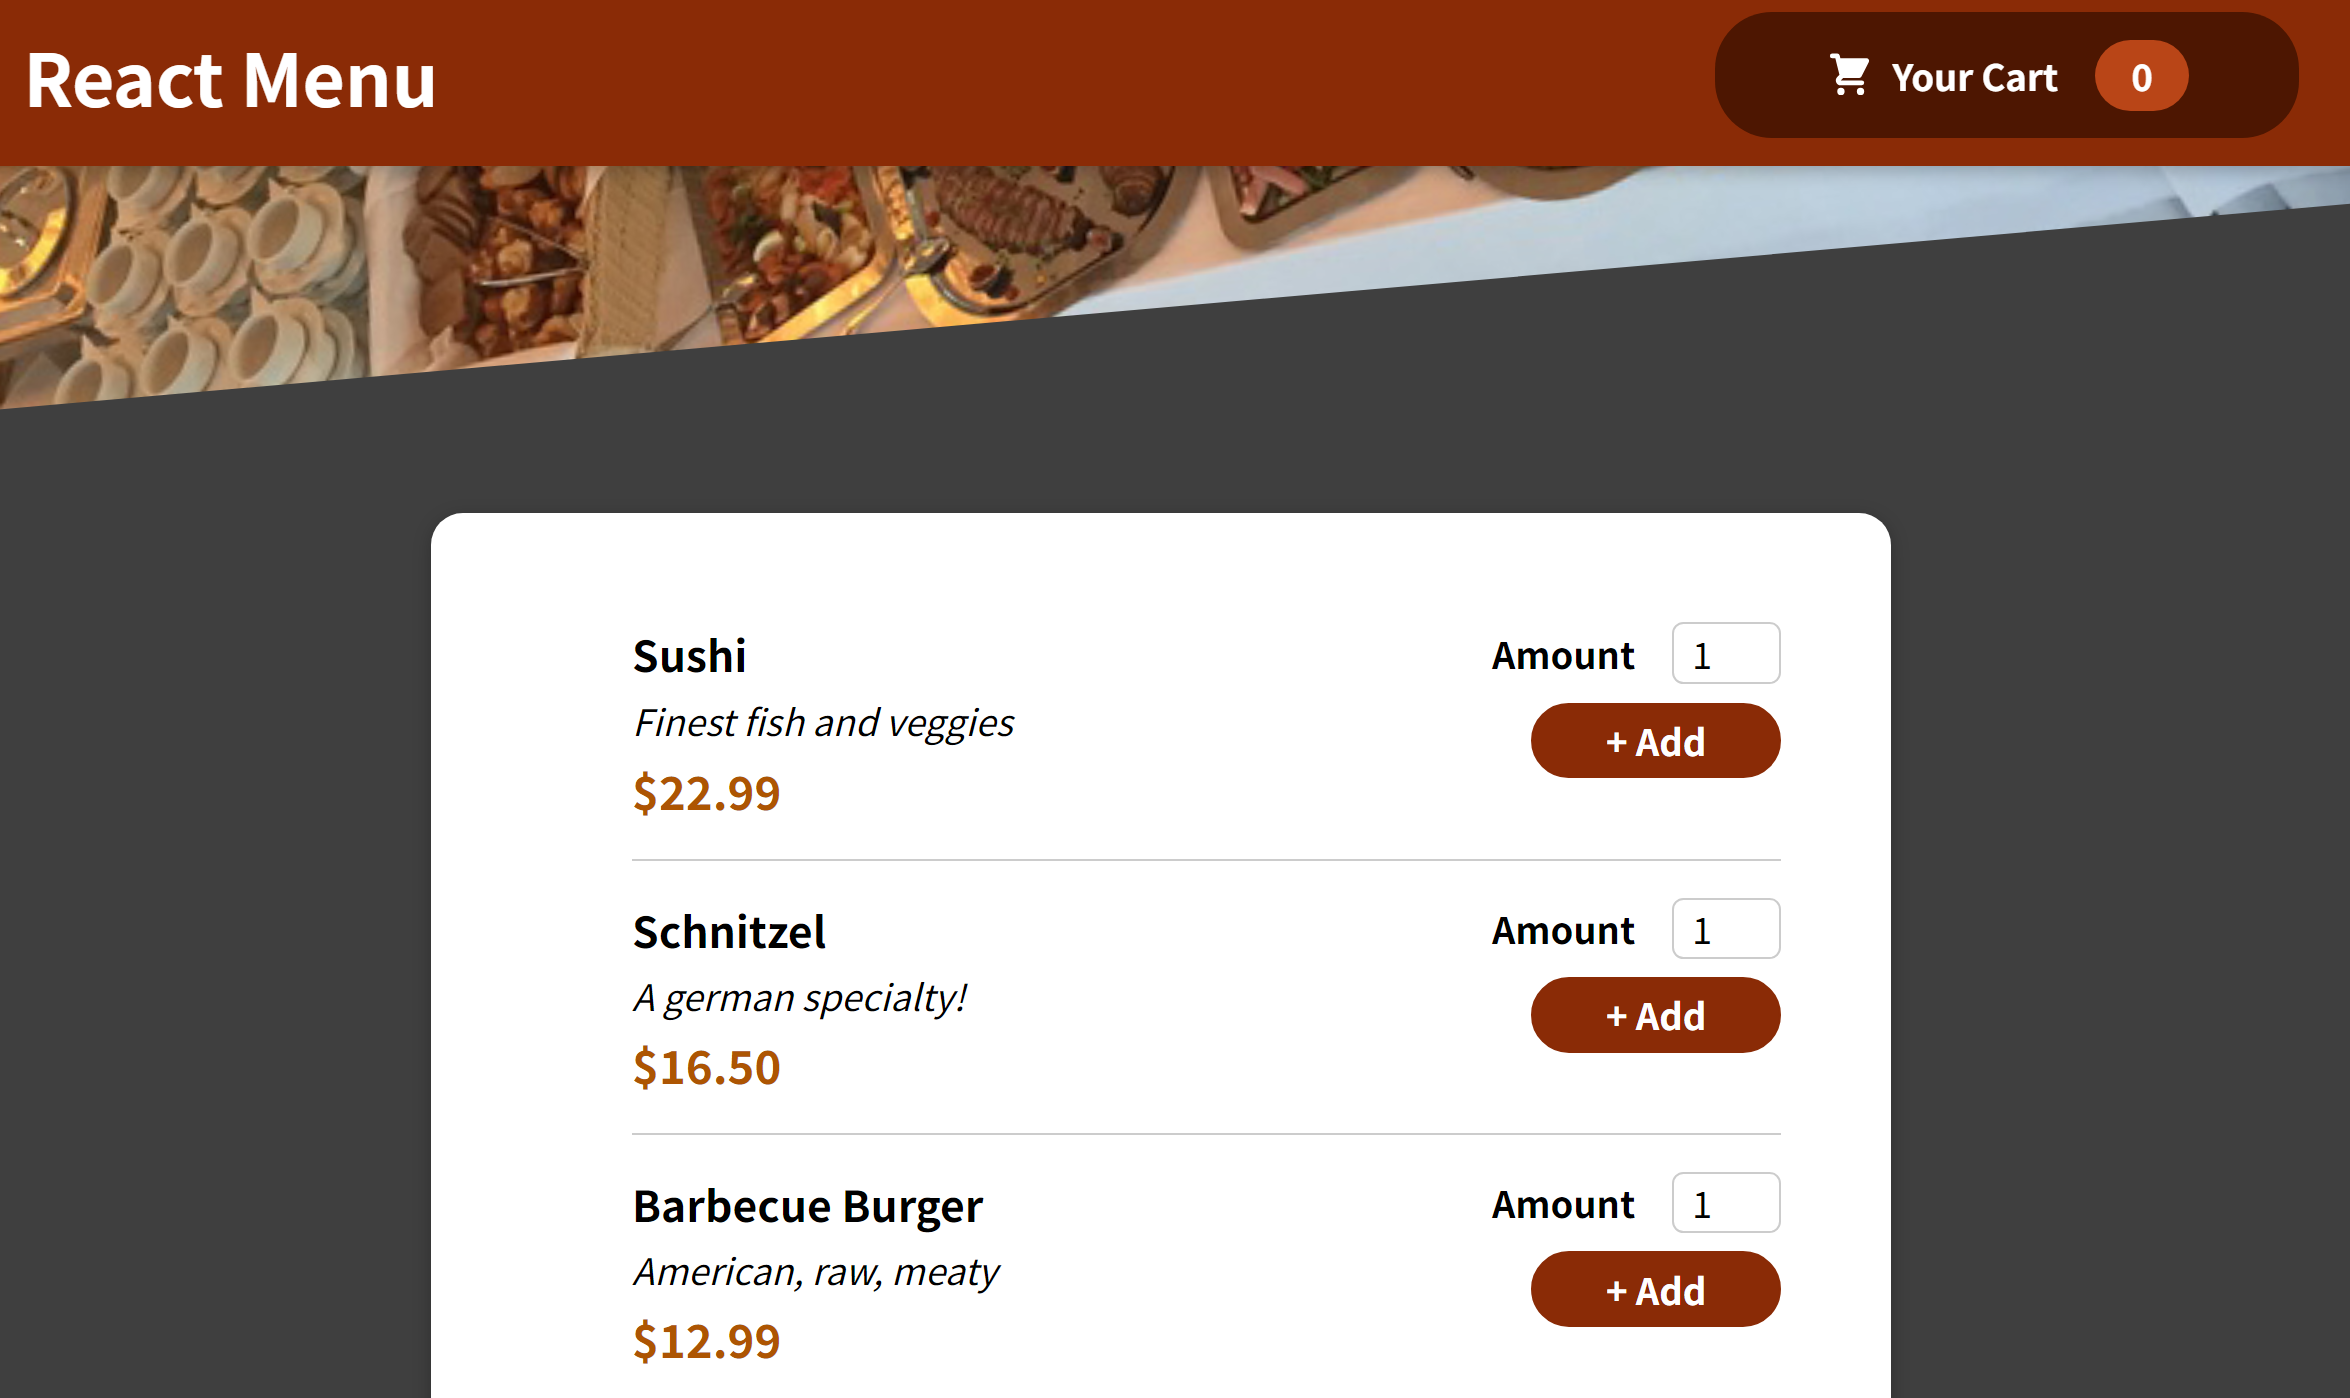 React Menu
Your Cart 0
Sushi
Finest fish and veggies
$22.99
Amount 1
+ Add
Schnitzel
A german specialty!
$16.50
Amount 1
+ Add
Barbecue Burger
American, raw, meaty
$12.99
Amount 1
+ Add